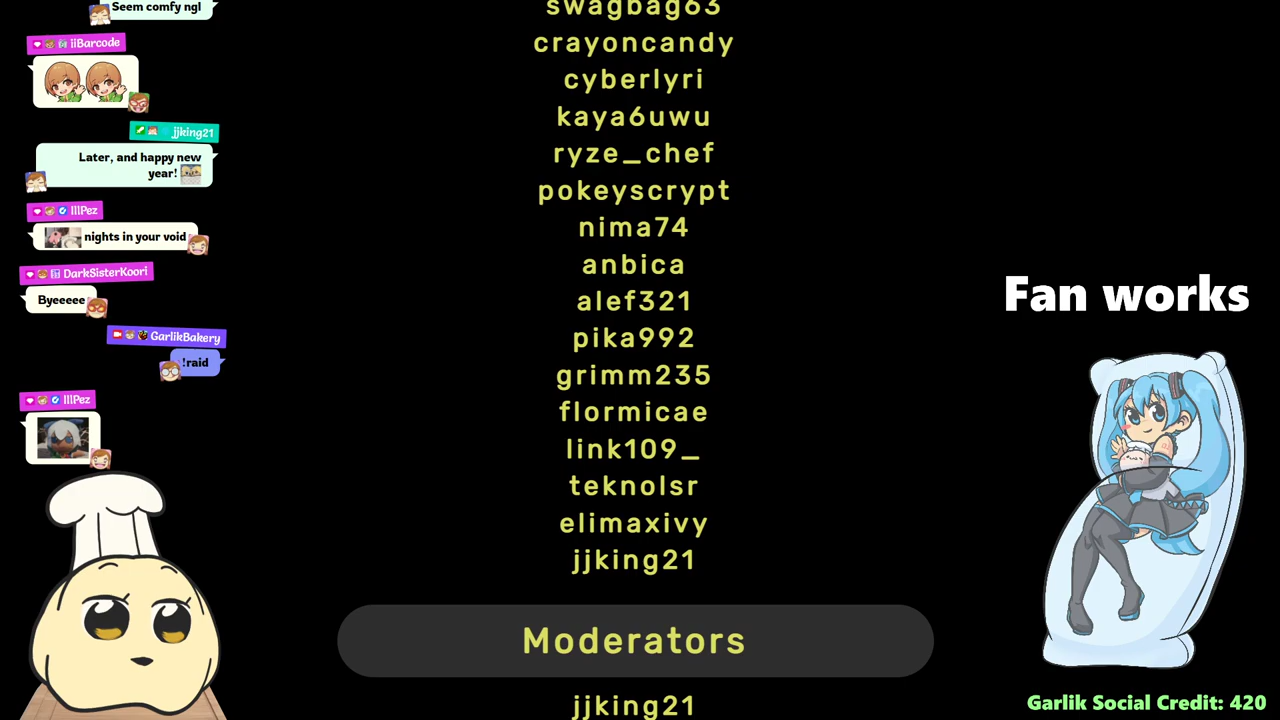 Seem comfy ngl
iiBarcode
jjking21
Later, and happy new
year!
lllPez
nights in your void
DarkSisterKoori
Byeeeee
GarlikBakery
!raid
lllPez
swagbag63
crayoncandy
cyberlyri
kaya6uwu
ryze_chef
pokeyscrypt
nima74
anbica
alef321
pika992
grimm235
flormicae
link109_
teknolsr
elimaxivy
jjking21
Moderators
jjking21
Fan works
Garlik Social Credit: 420